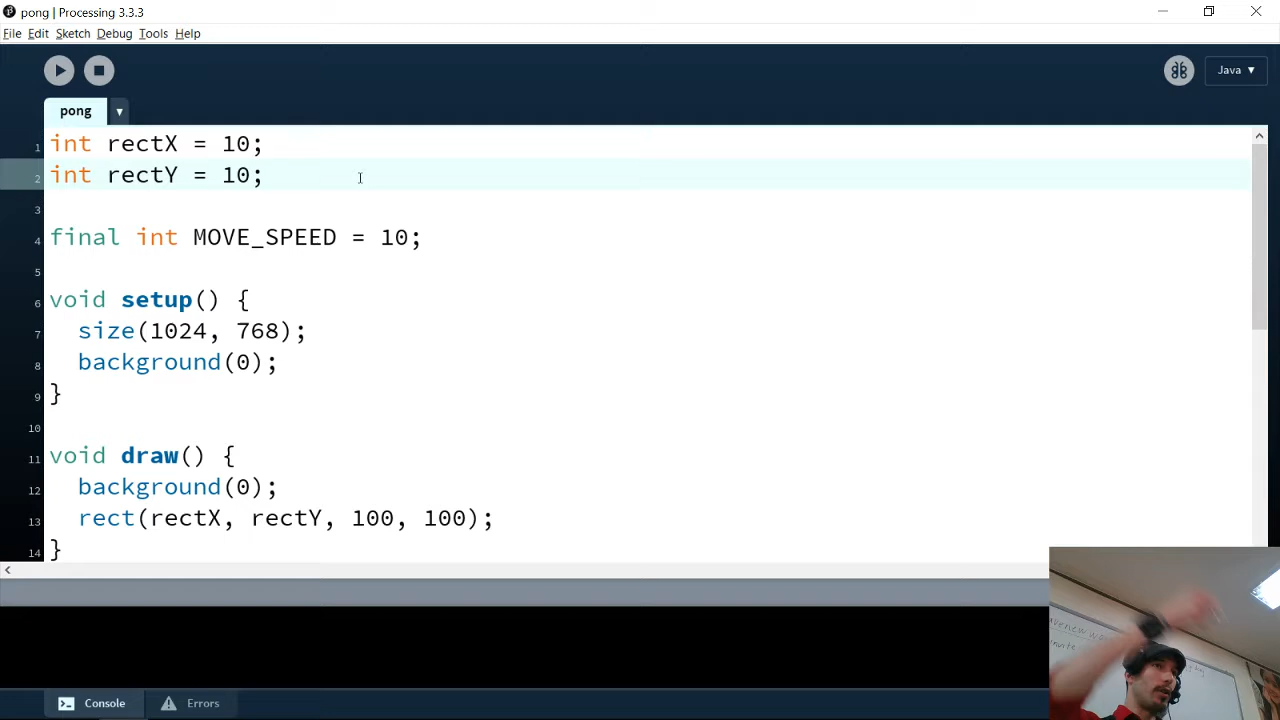 pong | Processing 3.3.3
File Edit Sketch Debug Tools Help
Java ▼
pong ▼
1 int rectX = 10;
2 int rectY = 10;
3
4 final int MOVE_SPEED = 10;
5
6 void setup() {
7 size(1024, 768);
8 background(0);
9 }
10
11 void draw() {
12 background(0);
13 rect(rectX, rectY, 100, 100);
14 }
Console Errors